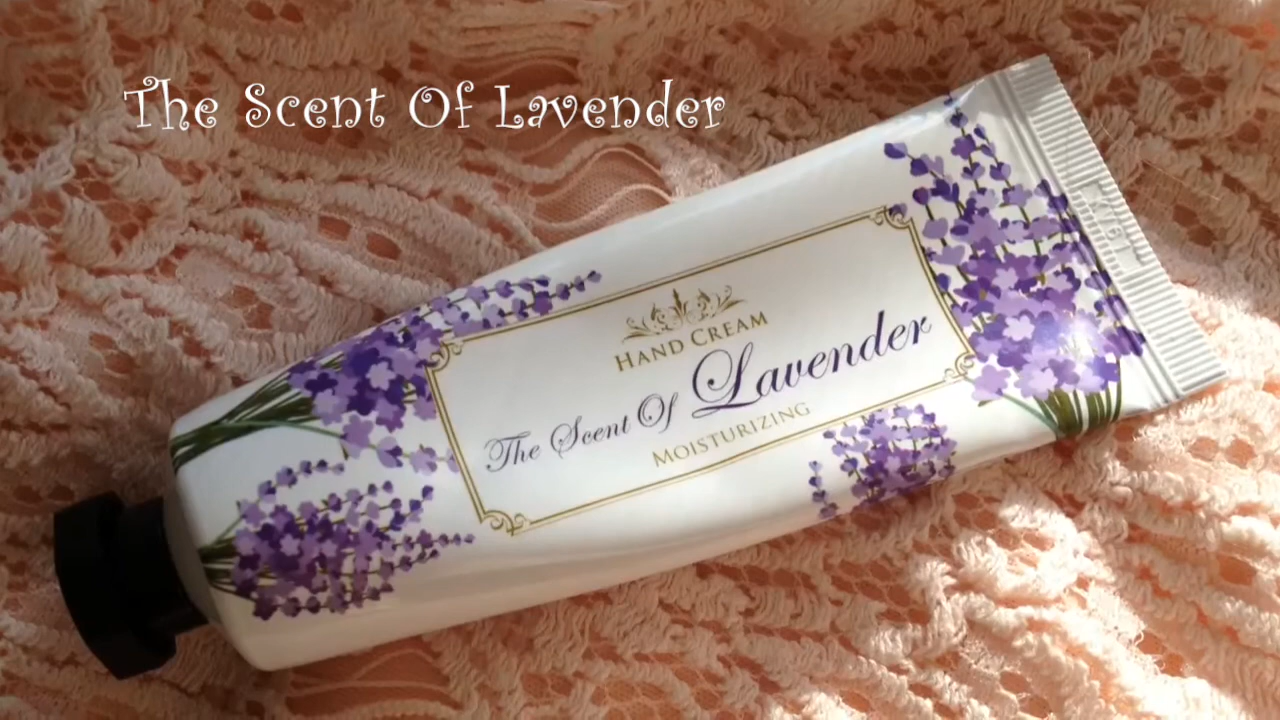 The Scent Of Lavender
HAND CREAM
The Scent Of Lavender
MOISTURIZING